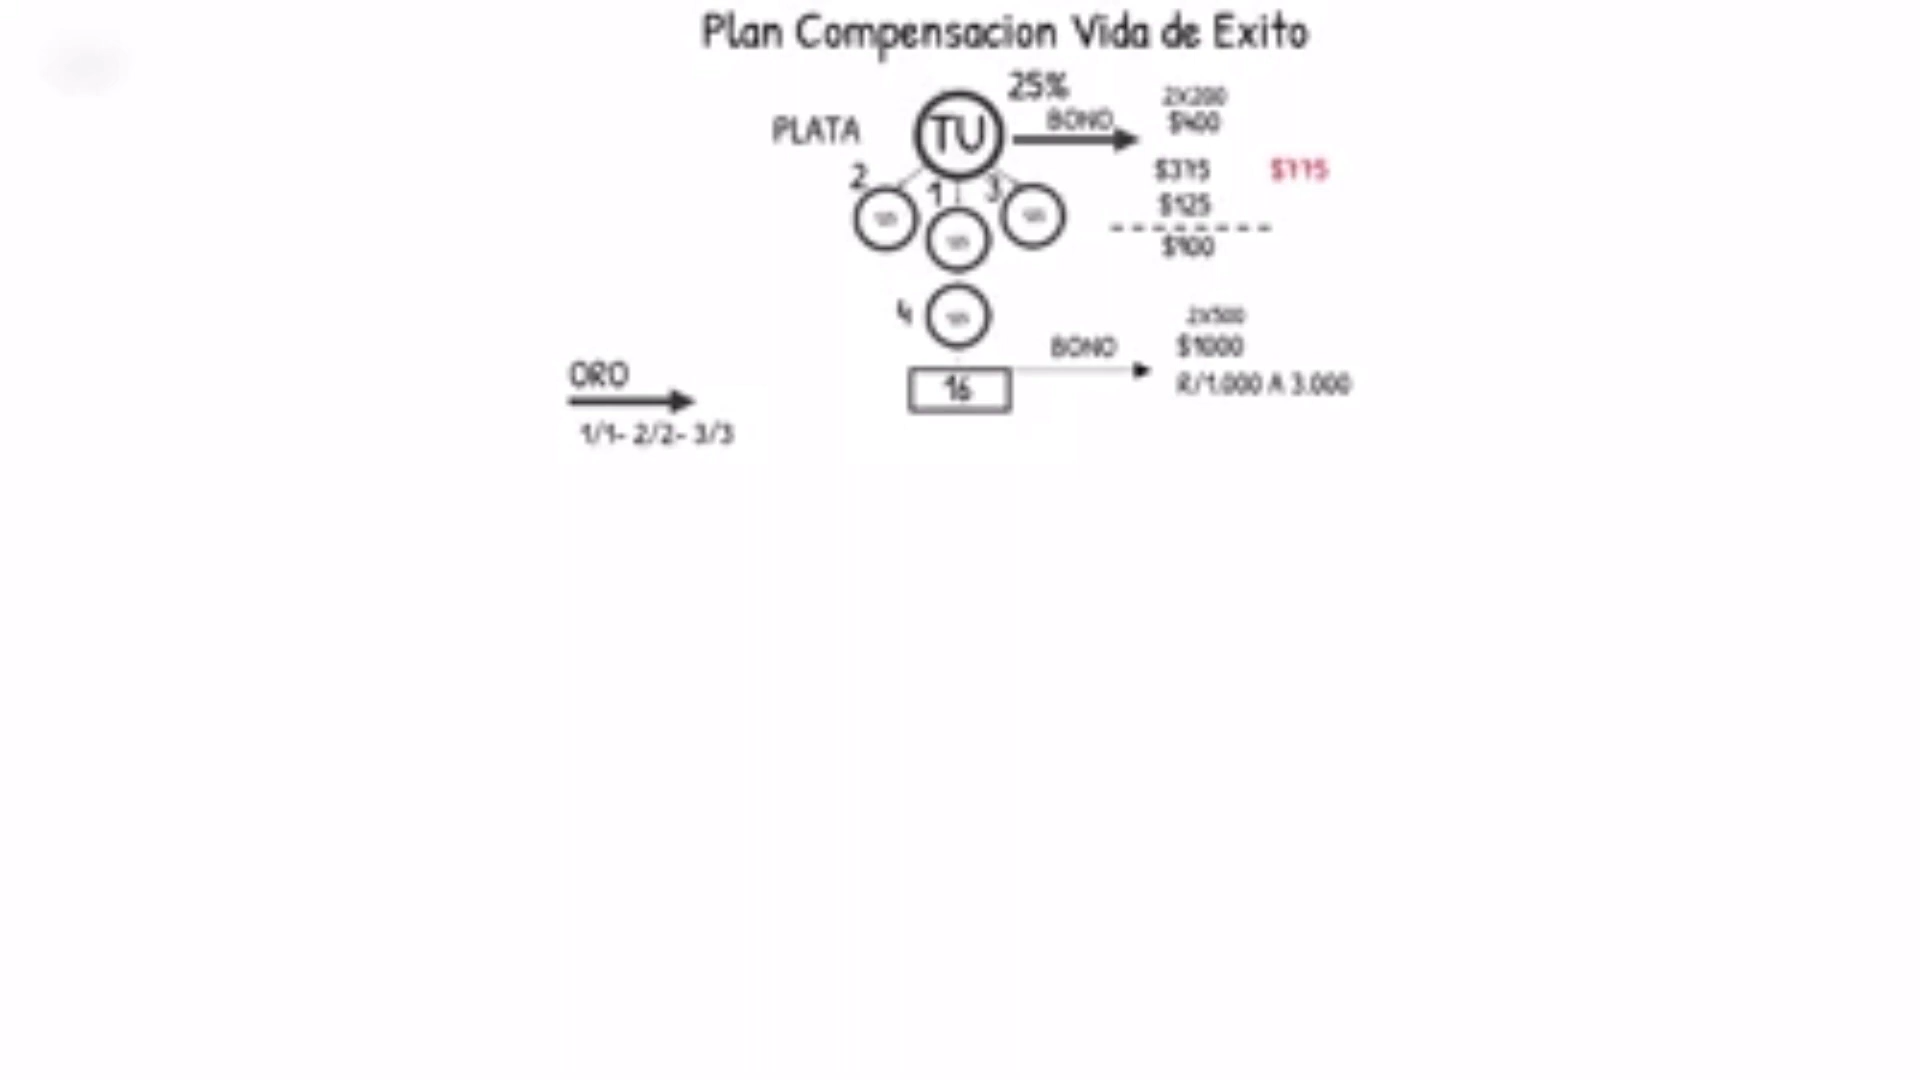 Plan Compensacion Vida de Exito
25%
PLATA
TU
BONO
2X200
$400
$375
$775
$125
$900
2
1
3
4
2X500
BONO
$1000
16
R/1.000 A 3.000
ORO
1/1- 2/2- 3/3